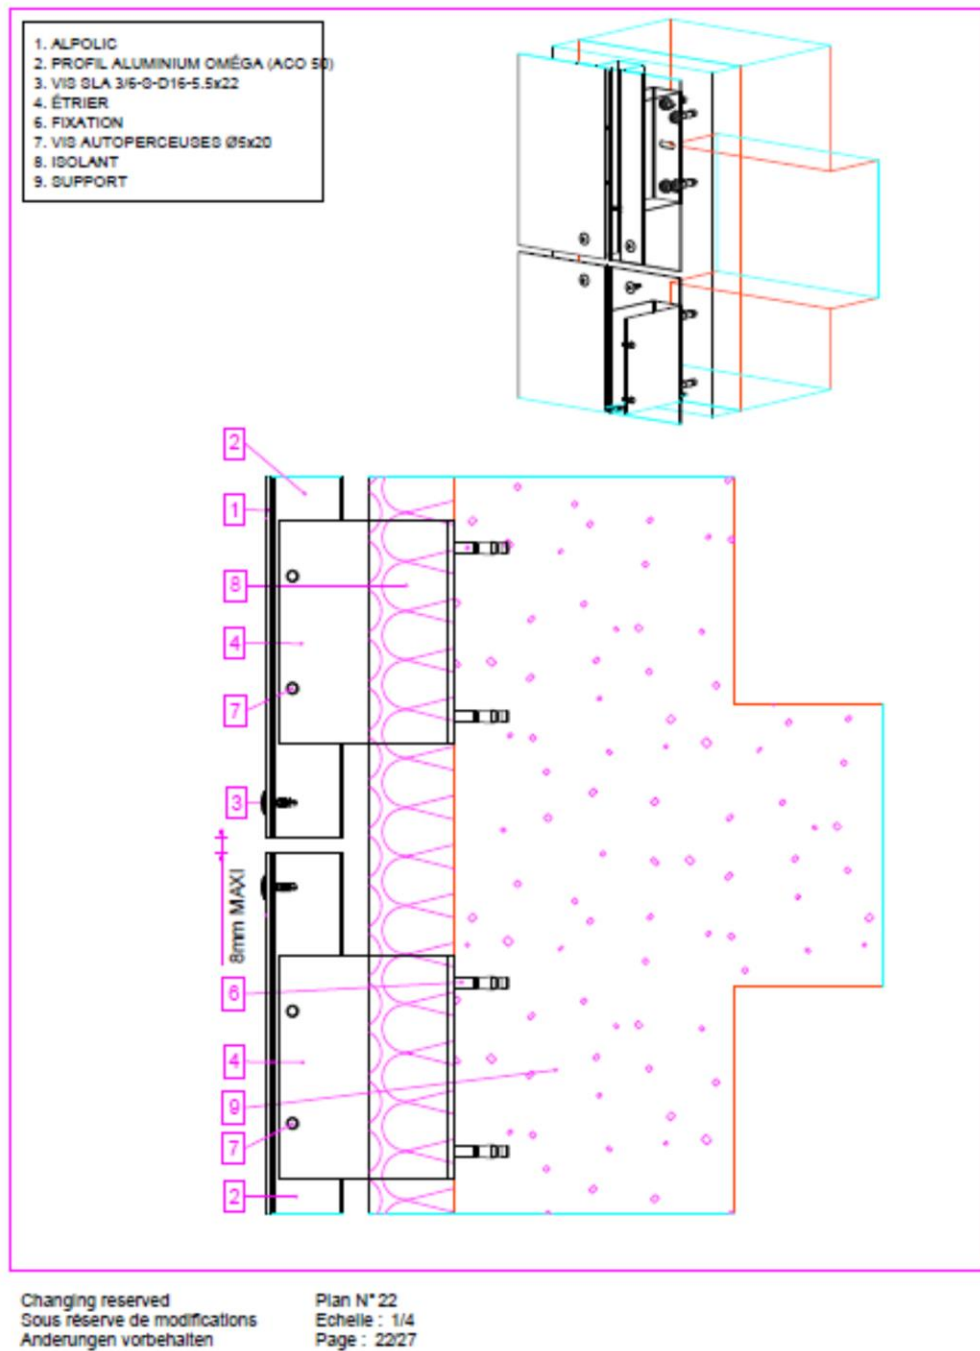 1. ALPOLIC
2. PROFIL ALUMINIUM OMÉGA (ACO 50)
3. VIS SLA 3/6-S-D16-5.5x22
4. ÉTRIER
6. FIXATION
7. VIS AUTOPERCEUSES Ø5x20
8. ISOLANT
9. SUPPORT
2
1
8
4
7
3
8mm MAXI
6
4
9
7
2
Changing reserved
Sous réserve de modifications
Anderungen vorbehalten
Plan N° 22
Echelle : 1/4
Page : 22/27